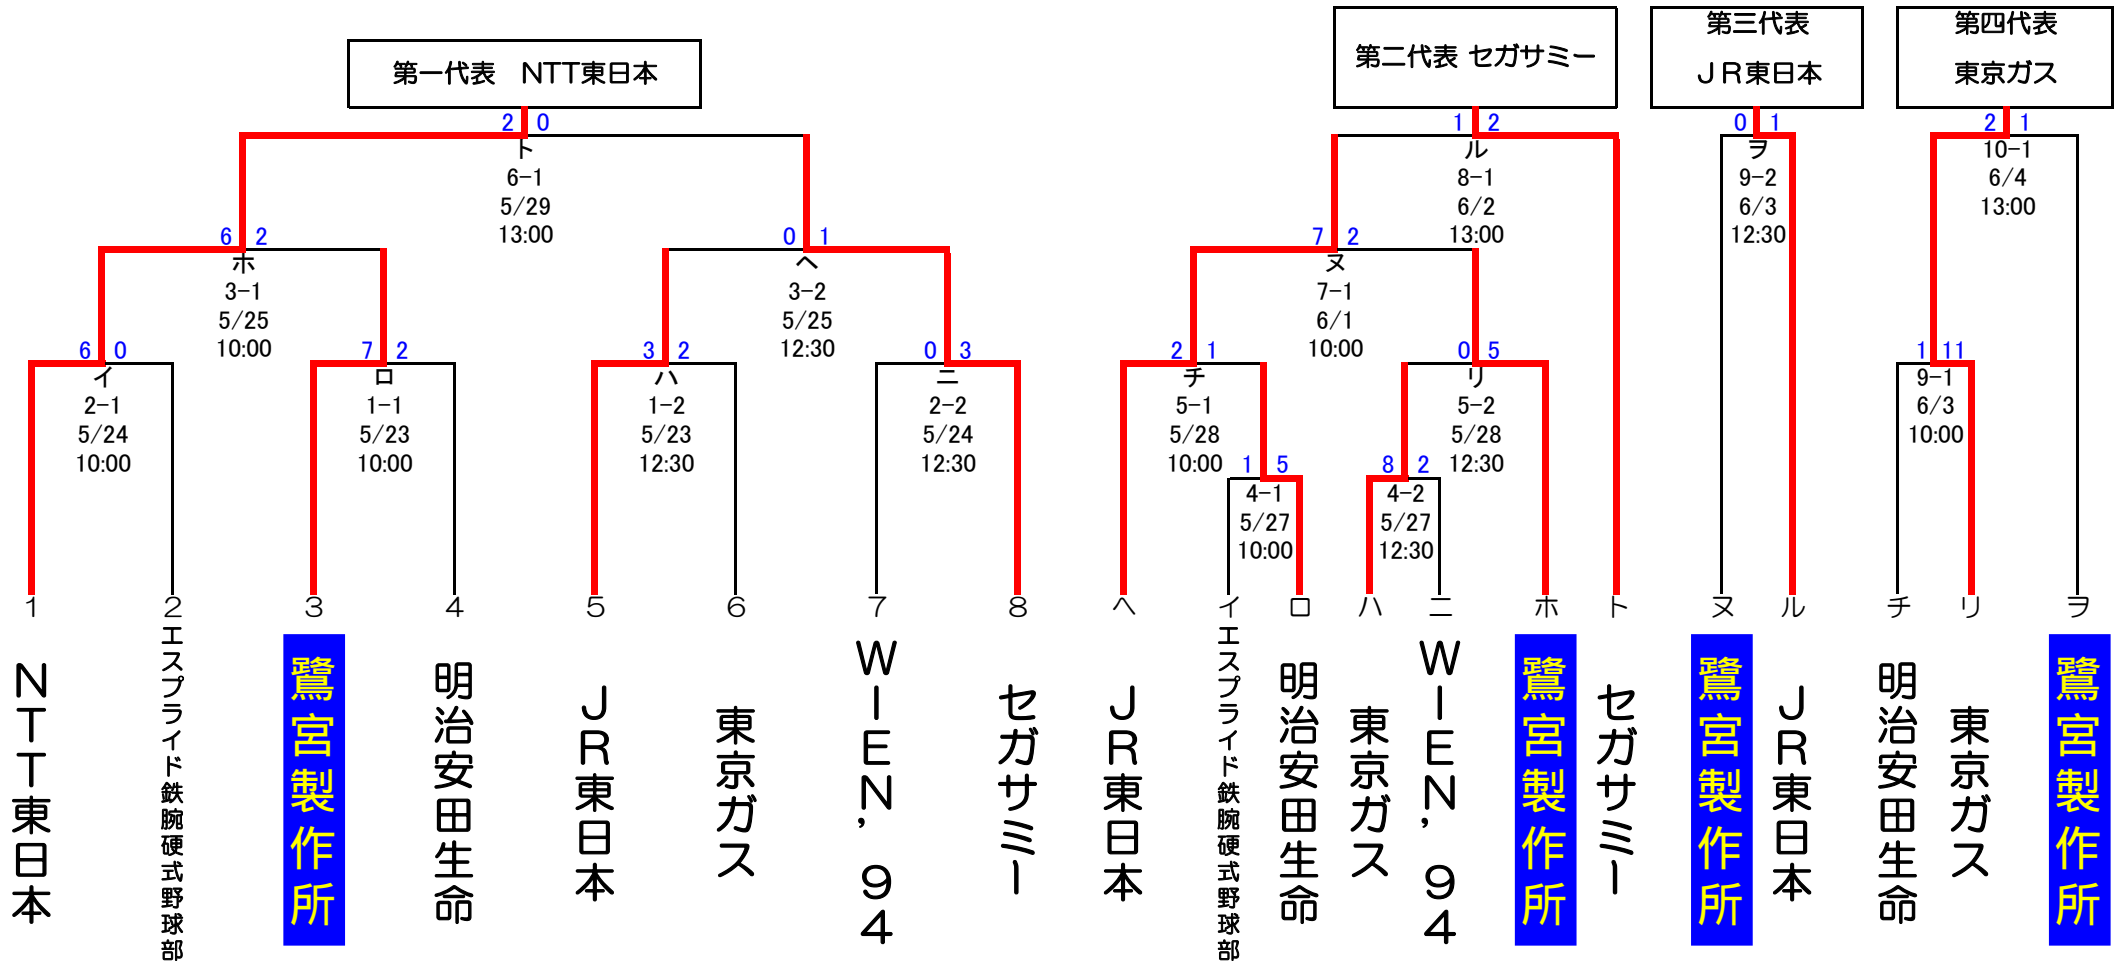 第一代表　NTT東日本
第二代表 セガサミー
第三代表
JR東日本
第四代表
東京ガス
2 0
ト
6-1
5/29
13:00
1 2
ル
8-1
6/2
13:00
0 1
ヲ
9-2
6/3
12:30
2 1
10-1
6/4
13:00
6 2
ホ
3-1
5/25
10:00
0 1
ヘ
3-2
5/25
12:30
7 2
ヌ
7-1
6/1
10:00
6 0
イ
2-1
5/24
10:00
7 2
ロ
1-1
5/23
10:00
3 2
ハ
1-2
5/23
12:30
0 3
ニ
2-2
5/24
12:30
2 1
チ
5-1
5/28
10:00
0 5
リ
5-2
5/28
12:30
1 11
9-1
6/3
10:00
1 5
4-1
5/27
10:00
8 2
4-2
5/27
12:30
1
NTT東日本
2
エスプライド鉄腕硬式野球部
3
鷺宮製作所
4
明治安田生命
5
JR東日本
6
東京ガス
7
WIEN’94
8
セガサミー
ヘ
JR東日本
イ
エスプライド鉄腕硬式野球部
ロ
明治安田生命
ハ
東京ガス
ニ
WIEN’94
ホ
鷺宮製作所
ト
セガサミー
ヌ
鷺宮製作所
ル
JR東日本
チ
明治安田生命
リ
東京ガス
ヲ
鷺宮製作所